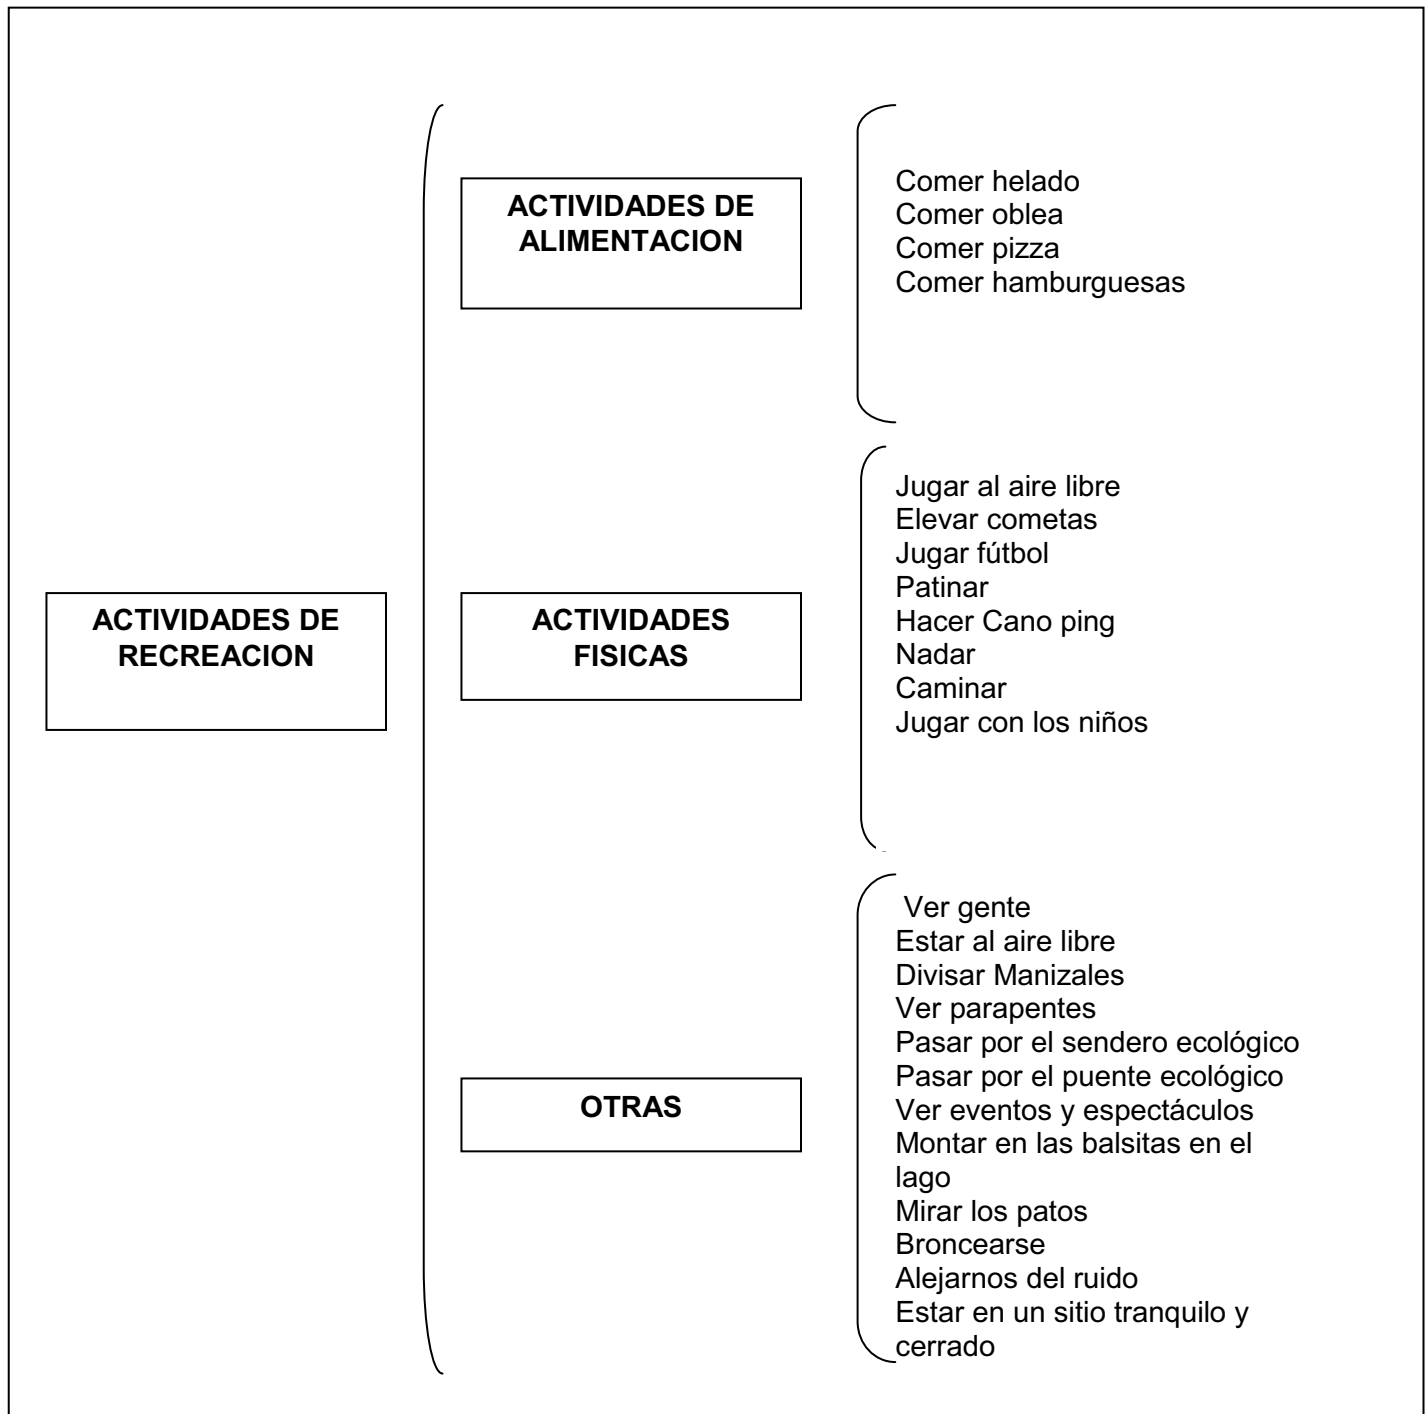 ACTIVIDADES DE
RECREACION
ACTIVIDADES DE
ALIMENTACION
Comer helado
Comer oblea
Comer pizza
Comer hamburguesas
ACTIVIDADES
FISICAS
Jugar al aire libre
Elevar cometas
Jugar fútbol
Patinar
Hacer Cano ping
Nadar
Caminar
Jugar con los niños
OTRAS
Ver gente
Estar al aire libre
Divisar Manizales
Ver parapentes
Pasar por el sendero ecológico
Pasar por el puente ecológico
Ver eventos y espectáculos
Montar en las balsitas en el
lago
Mirar los patos
Broncearse
Alejarnos del ruido
Estar en un sitio tranquilo y
cerrado